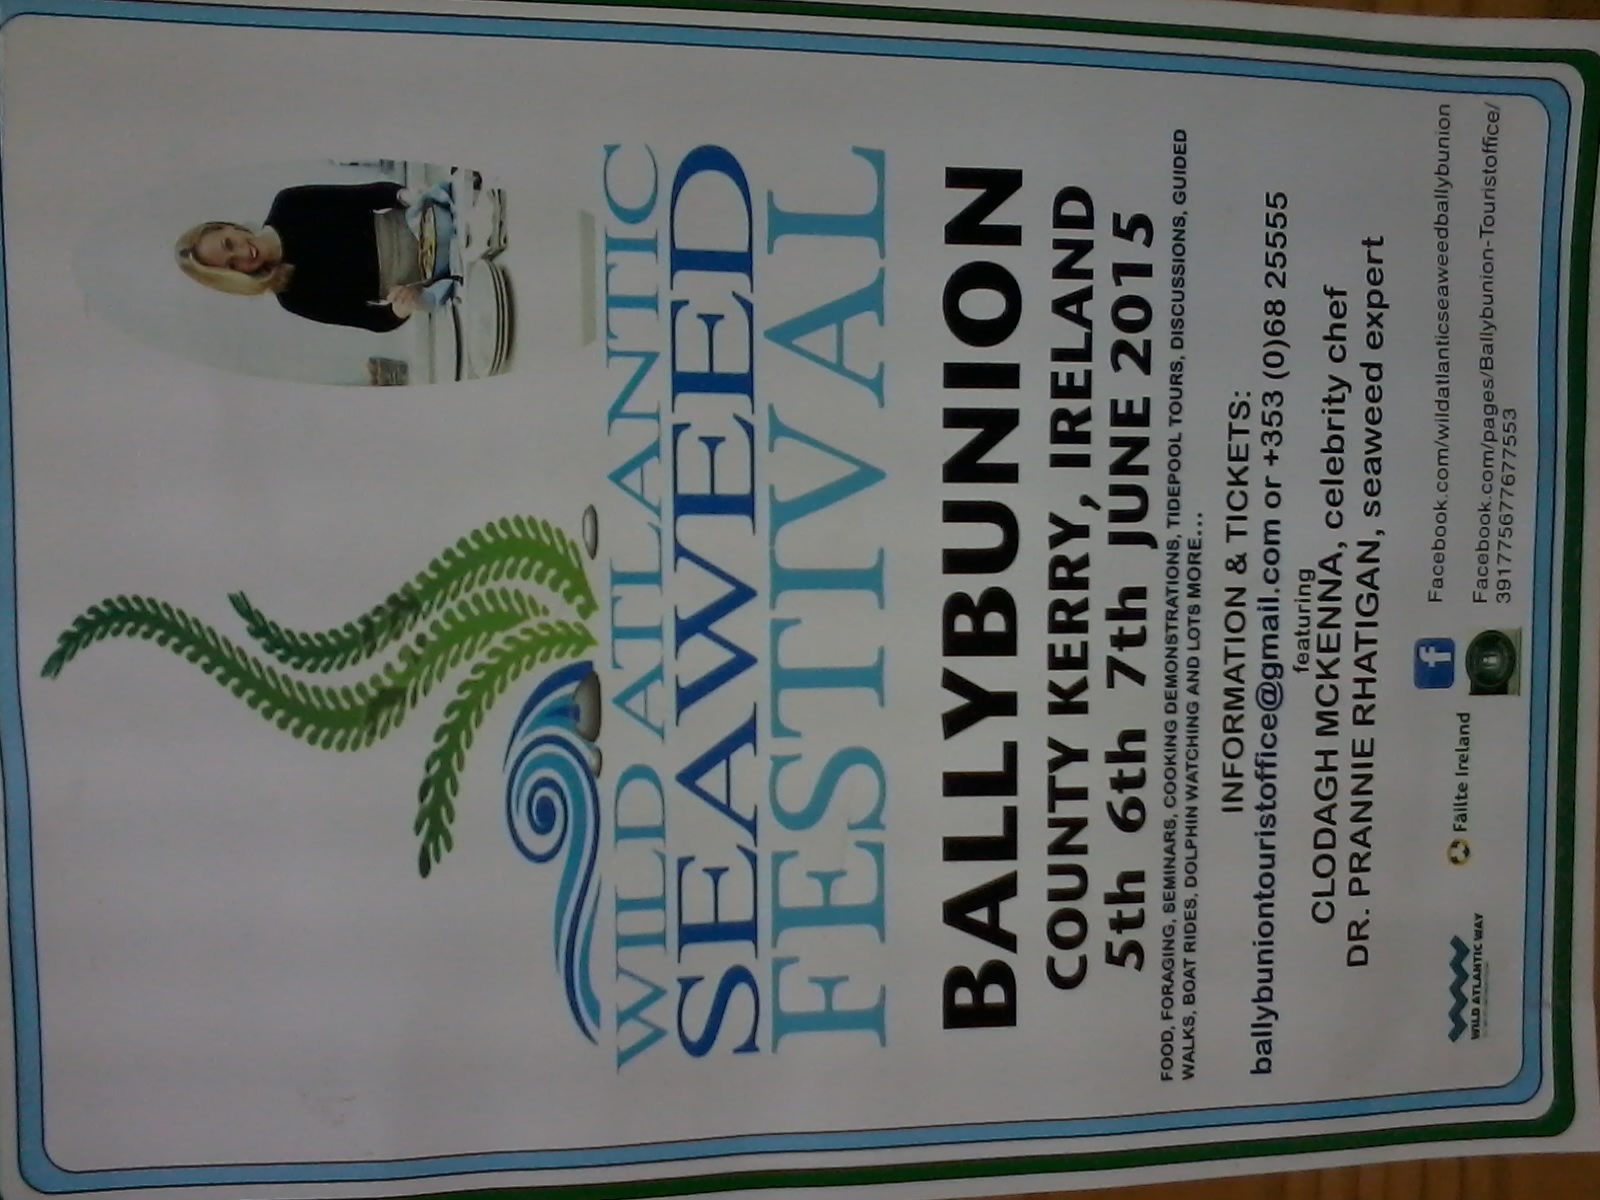 WILD ATLANTIC
SEAWEED
FESTIVAL
BALLYBUNION
COUNTY KERRY, IRELAND
5th 6th 7th JUNE 2015
FOOD, FORAGING, SEMINARS, COOKING DEMONSTRATIONS, TIDEPOOL TOURS, DISCUSSIONS, GUIDED
WALKS, BOAT RIDES, DOLPHIN WATCHING AND LOTS MORE...
INFORMATION & TICKETS:
ballybuniontouristoffice@gmail.com or +353 (0)68 25555
featuring
CLODAGH MCKENNA, celebrity chef
DR. PRANNIE RHATIGAN, seaweed expert
WILD ATLANTIC WAY
Fáilte Ireland
f
Facebook.com/wildatlanticseaweedballybunion
Facebook.com/pages/Ballybunion-Touristoffice/
391775677677553